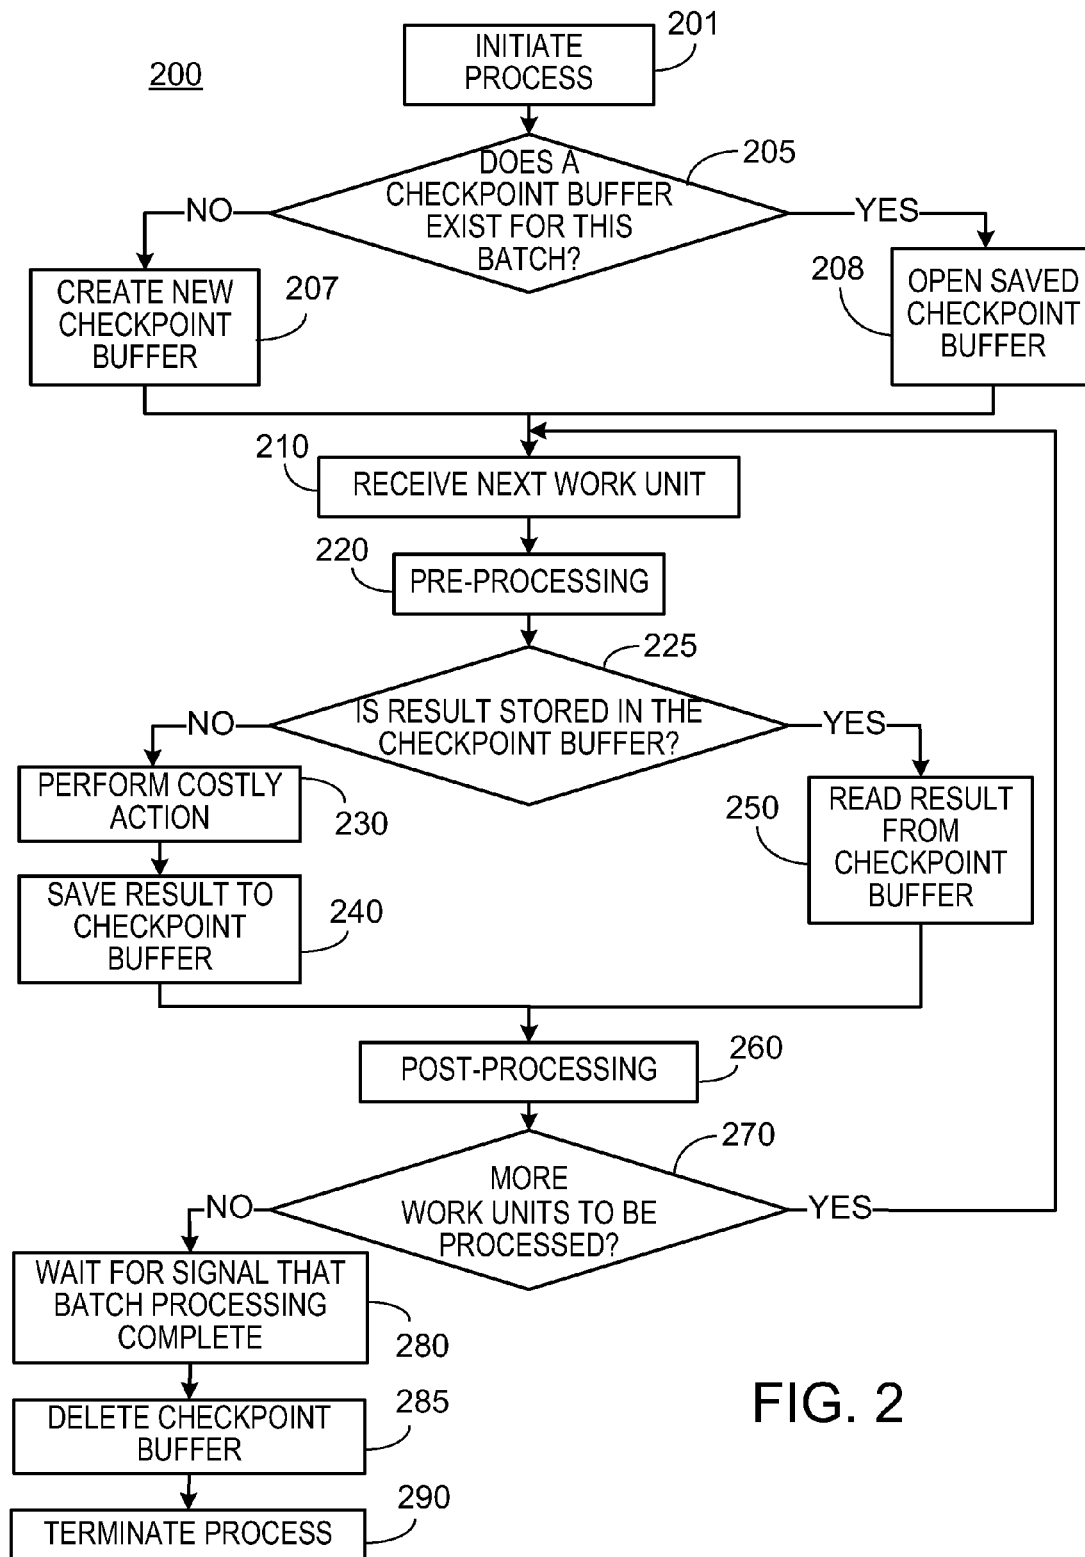 200
INITIATE
PROCESS
201
DOES A
CHECKPOINT BUFFER
EXIST FOR THIS
BATCH?
205
NO
YES
CREATE NEW
CHECKPOINT
BUFFER
207
208
OPEN SAVED
CHECKPOINT
BUFFER
210
RECEIVE NEXT WORK UNIT
220
PRE-PROCESSING
225
IS RESULT STORED IN THE
CHECKPOINT BUFFER?
NO
YES
PERFORM COSTLY
ACTION
230
SAVE RESULT TO
CHECKPOINT
BUFFER
240
250
READ RESULT
FROM
CHECKPOINT
BUFFER
POST-PROCESSING
260
270
MORE
WORK UNITS TO BE
PROCESSED?
NO
YES
WAIT FOR SIGNAL THAT
BATCH PROCESSING
COMPLETE
280
DELETE CHECKPOINT
BUFFER
285
TERMINATE PROCESS
290
FIG. 2